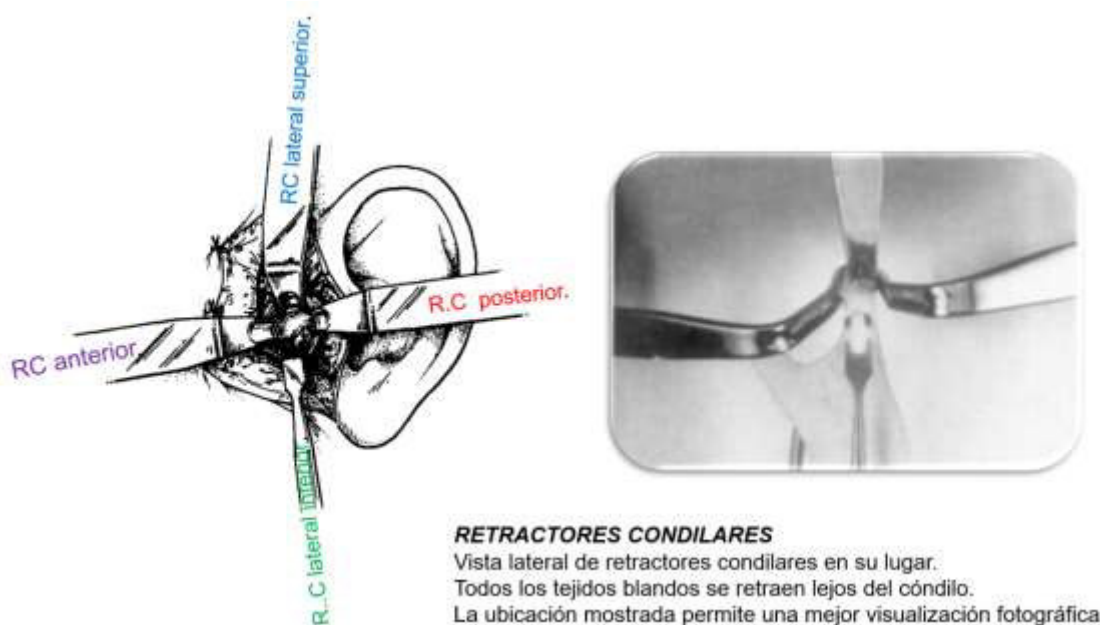 RC lateral superior.
R.C posterior.
RC anterior
R..C lateral inferior.
RETRACTORES CONDILARES
Vista lateral de retractores condilares en su lugar.
Todos los tejidos blandos se retraen lejos del cóndilo.
La ubicación mostrada permite una mejor visualización fotográfica